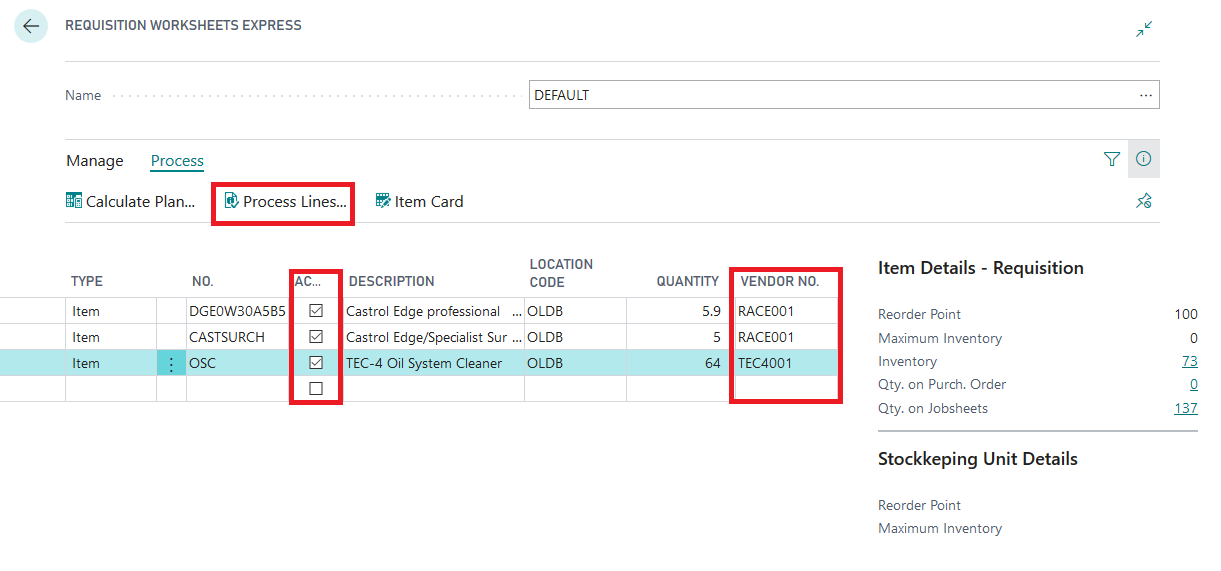 REQUISITION WORKSHEETS EXPRESS
Name
DEFAULT
...
Manage Process
Calculate Plan... Process Lines... Item Card
TYPE NO. AC... DESCRIPTION LOCATION CODE QUANTITY VENDOR NO.
Item DGE0W30A5B5 Castrol Edge professional ... OLDB 5.9 RACE001
Item CASTSURCH Castrol Edge/Specialist Sur ... OLDB 5 RACE001
Item OSC TEC-4 Oil System Cleaner OLDB 64 TEC4001
Item Details - Requisition
Reorder Point 100
Maximum Inventory 0
Inventory 73
Qty. on Purch. Order 0
Qty. on Jobsheets 137
Stockkeping Unit Details
Reorder Point
Maximum Inventory